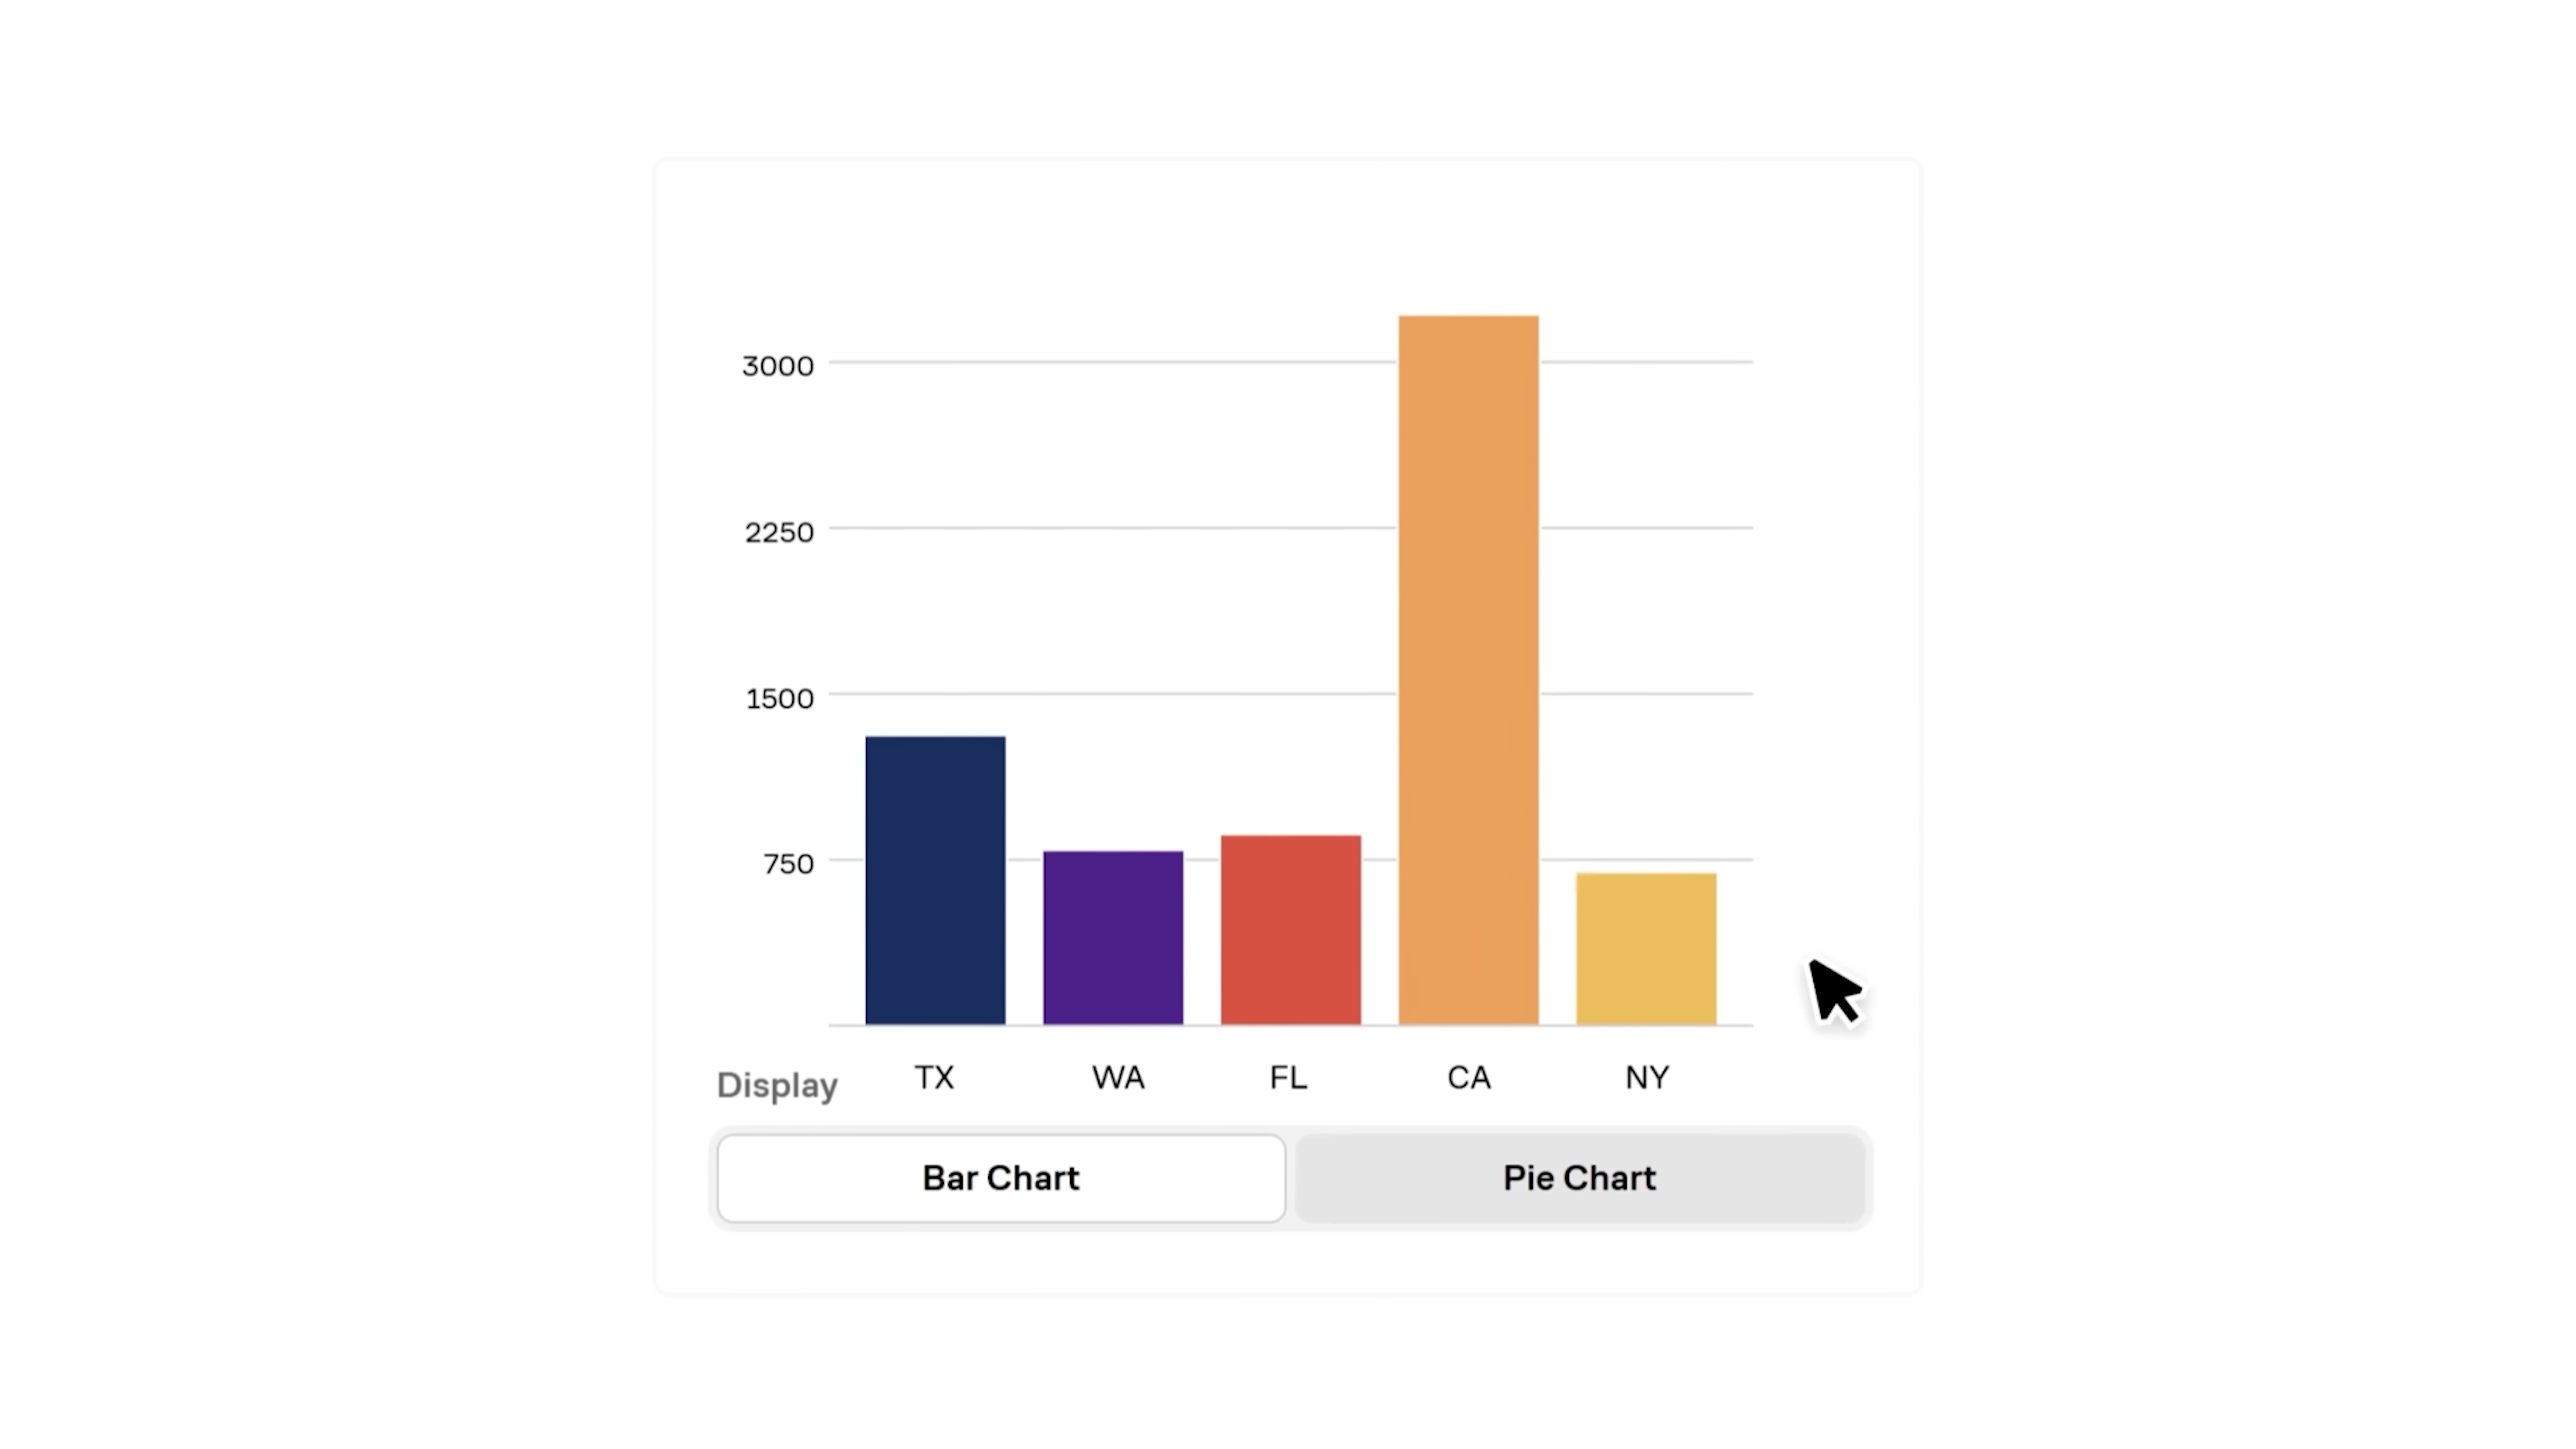 3000
2250
1500
750
TX WA FL CA NY
Display
Bar Chart Pie Chart